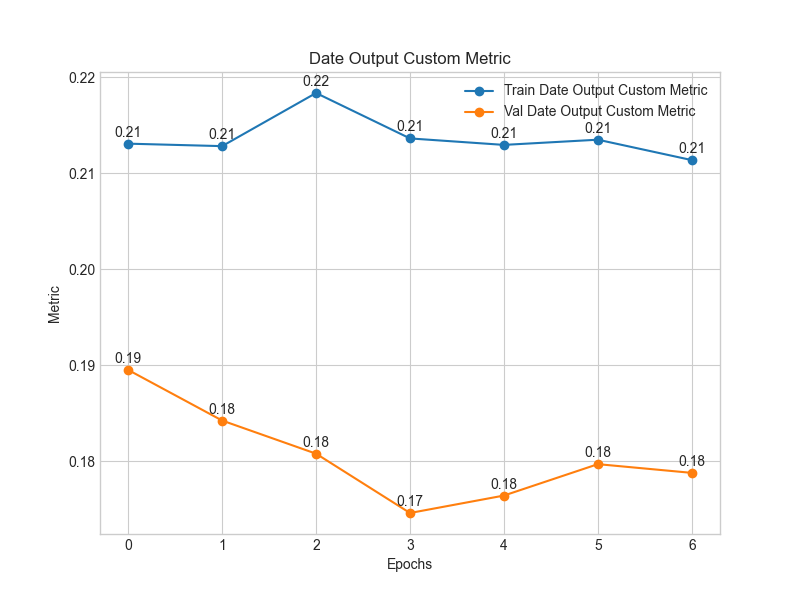 Date Output Custom Metric
0.22
Train Date Output Custom Metric
Val Date Output Custom Metric
0.21 0.21 0.22 0.21 0.21 0.21 0.21
0.21
0.20
Metric
0.19
0.19 0.18 0.18 0.17 0.18 0.18 0.18
0.18
0 1 2 3 4 5 6
Epochs